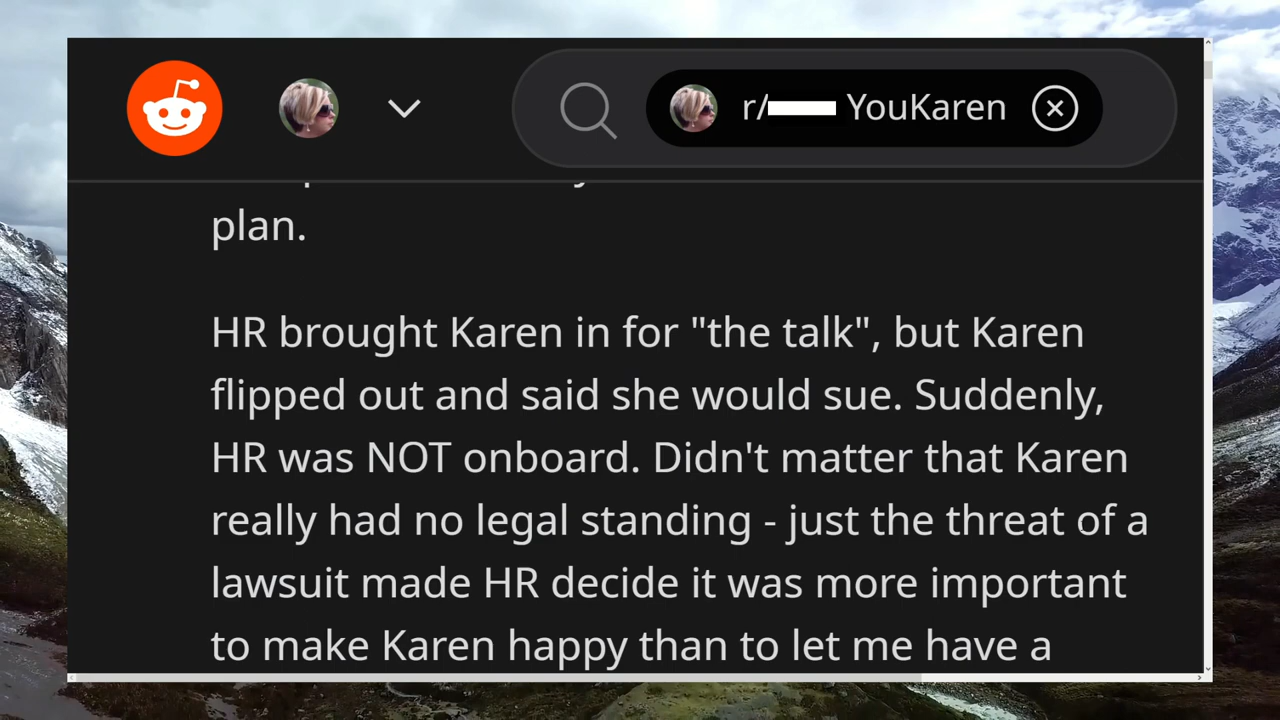 r/ YouKaren
plan.
HR brought Karen in for "the talk", but Karen
flipped out and said she would sue. Suddenly,
HR was NOT onboard. Didn't matter that Karen
really had no legal standing - just the threat of a
lawsuit made HR decide it was more important
to make Karen happy than to let me have a